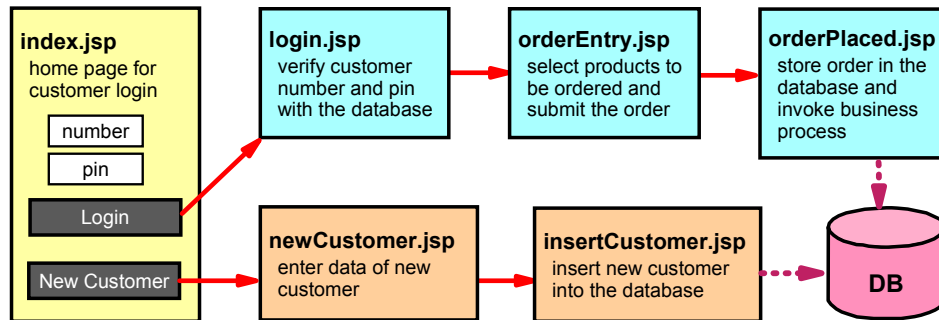 index.jsp
home page for
customer login
number
pin
Login
New Customer
login.jsp
verify customer
number and pin
with the database
orderEntry.jsp
select products to
be ordered and
submit the order
orderPlaced.jsp
store order in the
database and
invoke business
process
newCustomer.jsp
enter data of new
customer
insertCustomer.jsp
insert new customer
into the database
DB